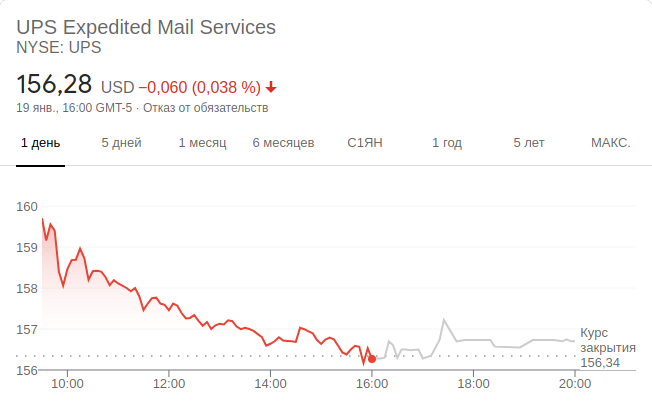 UPS Expedited Mail Services
NYSE: UPS
156,28 USD −0,060 (0,038 %)
19 янв., 16:00 GMT-5 · Отказ от обязательств
1 день 5 дней 1 месяц 6 месяцев С1ЯН 1 год 5 лет МАКС.
160
159
158
157
156
Курс
закрытия
156,34
10:00 12:00 14:00 16:00 18:00 20:00